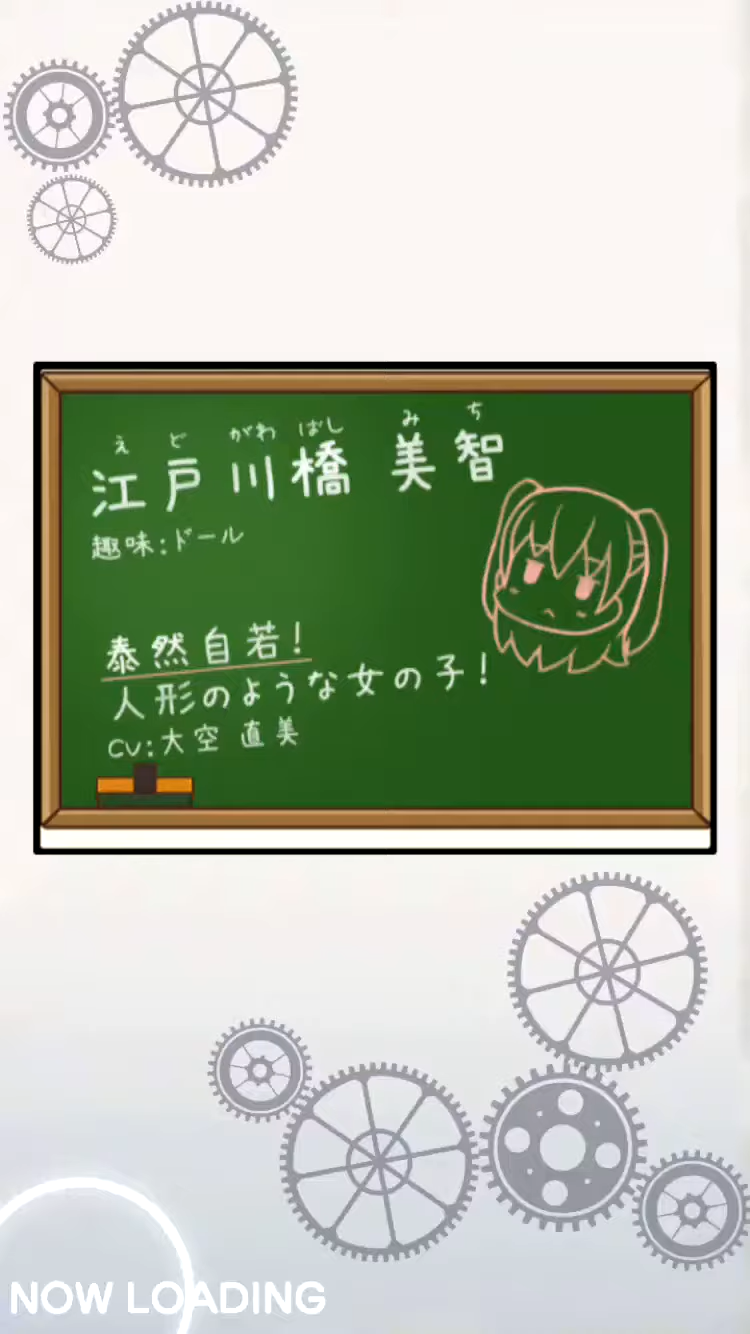 え ど がわ ばし み ち
江戸川橋 美智
趣味:ドール
泰然自若!
人形のような女の子!
CV:大空 直美
NOW LOADING